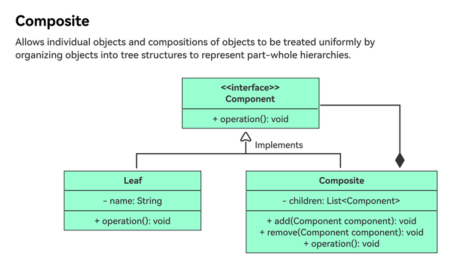 Composite
Allows individual objects and compositions of objects to be treated uniformly by
organizing objects into tree structures to represent part-whole hierarchies.
<<interface>>
Component
+ operation(): void
Implements
Leaf
- name: String
+ operation(): void
Composite
- children: List<Component>
+ add(Component component): void
+ remove(Component component): void
+ operation(): void